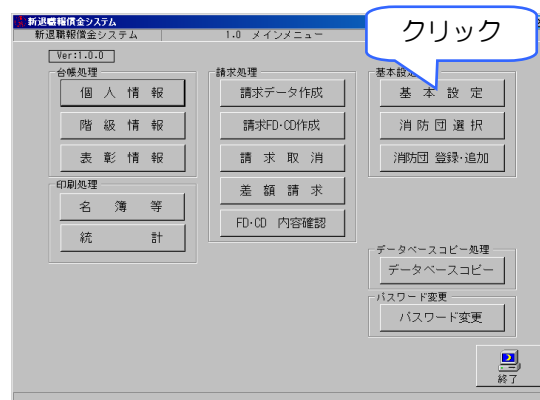 新退職報償金システム
新退職報償金システム 1.0 メインメニュー
クリック
Ver:1.0.0
台帳処理
個人情報
階級情報
表彰情報
印刷処理
名簿等
統計
請求処理
請求データ作成
請求FD･CD作成
請求取消
差額請求
FD･CD 内容確認
基本設定
基本設定
消防団選択
消防団 登録･追加
データベースコピー処理
データベースコピー
パスワード変更
パスワード変更
終了